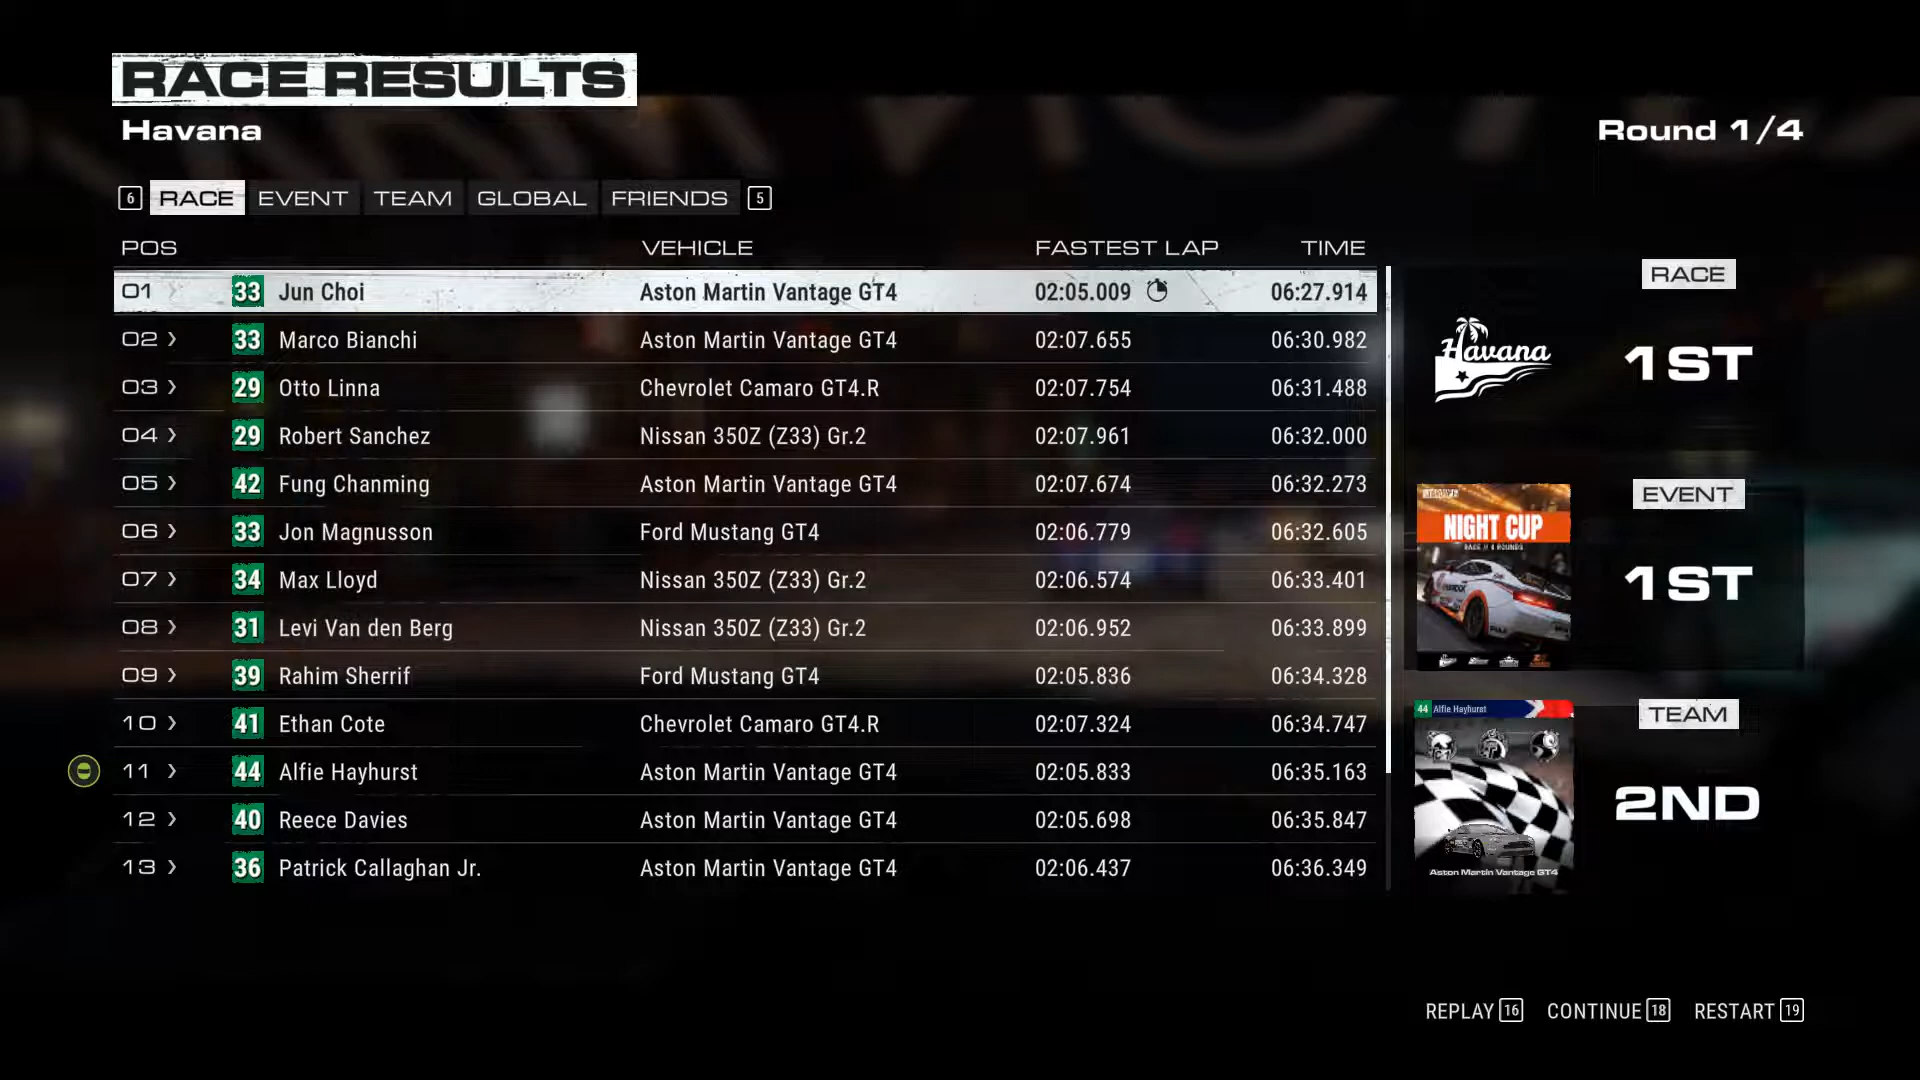 RACE RESULTS
Havana
Round 1/4
6 RACE EVENT TEAM GLOBAL FRIENDS 5
POS VEHICLE FASTEST LAP TIME
01 33 Jun Choi Aston Martin Vantage GT4 02:05.009 06:27.914
02 33 Marco Bianchi Aston Martin Vantage GT4 02:07.655 06:30.982
03 29 Otto Linna Chevrolet Camaro GT4.R 02:07.754 06:31.488
04 29 Robert Sanchez Nissan 350Z (Z33) Gr.2 02:07.961 06:32.000
05 42 Fung Chanming Aston Martin Vantage GT4 02:07.674 06:32.273
06 33 Jon Magnusson Ford Mustang GT4 02:06.779 06:32.605
07 34 Max Lloyd Nissan 350Z (Z33) Gr.2 02:06.574 06:33.401
08 31 Levi Van den Berg Nissan 350Z (Z33) Gr.2 02:06.952 06:33.899
09 39 Rahim Sherrif Ford Mustang GT4 02:05.836 06:34.328
10 41 Ethan Cote Chevrolet Camaro GT4.R 02:07.324 06:34.747
11 44 Alfie Hayhurst Aston Martin Vantage GT4 02:05.833 06:35.163
12 40 Reece Davies Aston Martin Vantage GT4 02:05.698 06:35.847
13 36 Patrick Callaghan Jr. Aston Martin Vantage GT4 02:06.437 06:36.349
RACE
Havana
1ST
EVENT
NIGHT CUP
RACE // 4 ROUNDS
1ST
TEAM
44 Alfie Hayhurst
2ND
Aston Martin Vantage GT4
REPLAY 16 CONTINUE 18 RESTART 19